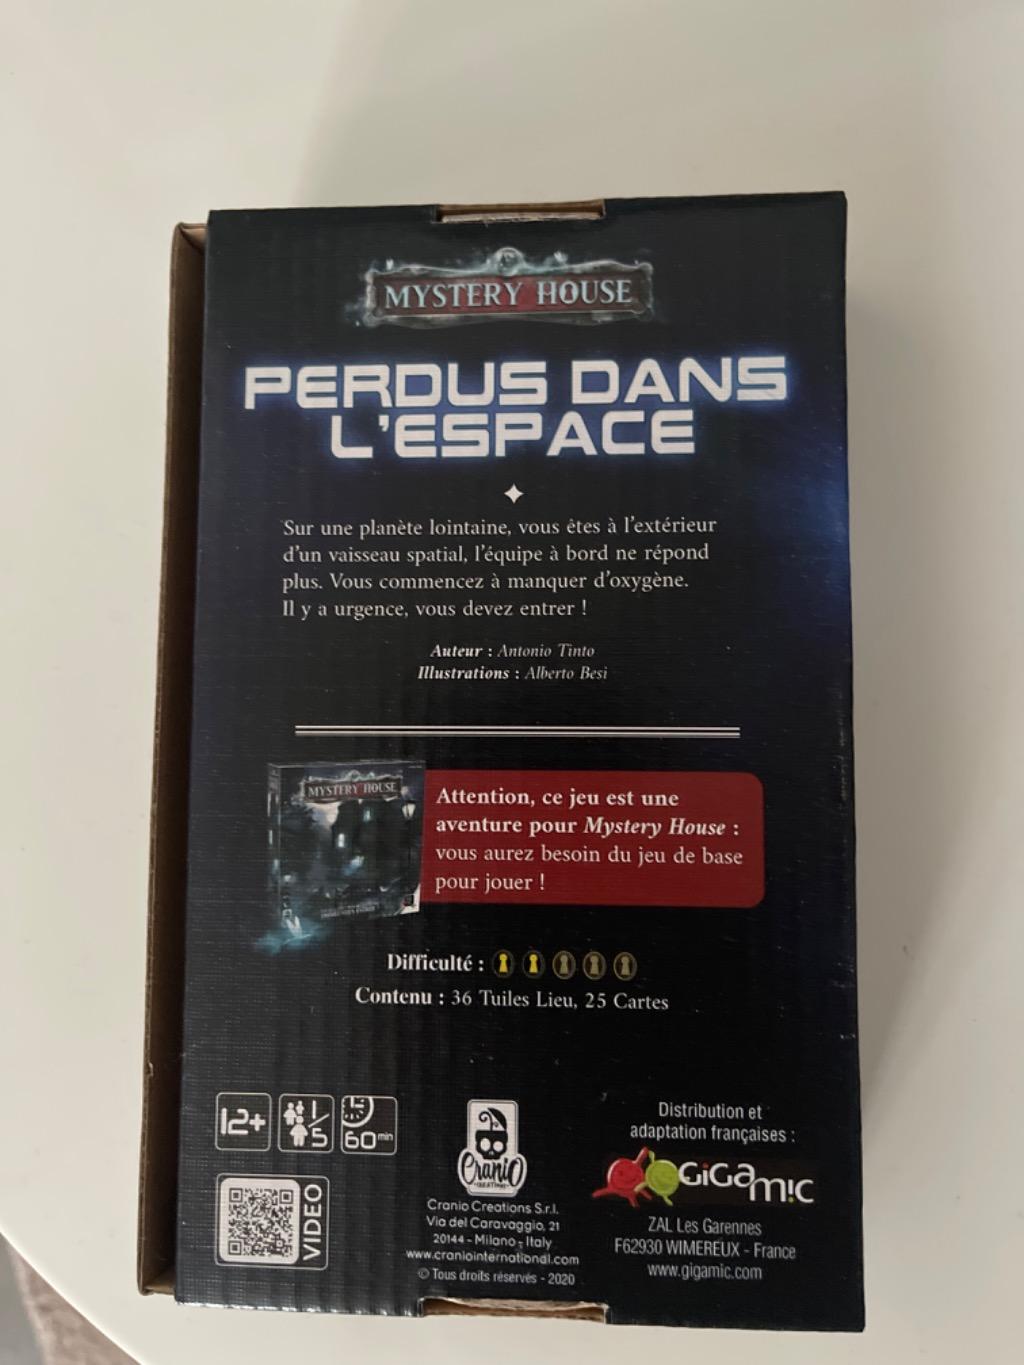 MYSTERY HOUSE
PERDUS DANS
L'ESPACE
Sur une planète lointaine, vous êtes à l'extérieur
d'un vaisseau spatial, l'équipe à bord ne répond
plus. Vous commencez à manquer d'oxygène.
Il y a urgence, vous devez entrer !
Auteur : Antonio Tinto
Illustrations : Alberto Besi
MYSTERY HOUSE
Attention, ce jeu est une
aventure pour Mystery House :
vous aurez besoin du jeu de base
pour jouer !
Difficulté :
Contenu : 36 Tuiles Lieu, 25 Cartes
12+
1/5
60 min
VIDEO
Cranio
CREATIONS
Cranio Creations S.r.l.
Via del Caravaggio, 21
20144 - Milano - Italy
www.craniointernational.com
© Tous droits réservés - 2020
Distribution et
adaptation françaises :
GiGamic
ZAL Les Garennes
F62930 WIMEREUX - France
www.gigamic.com